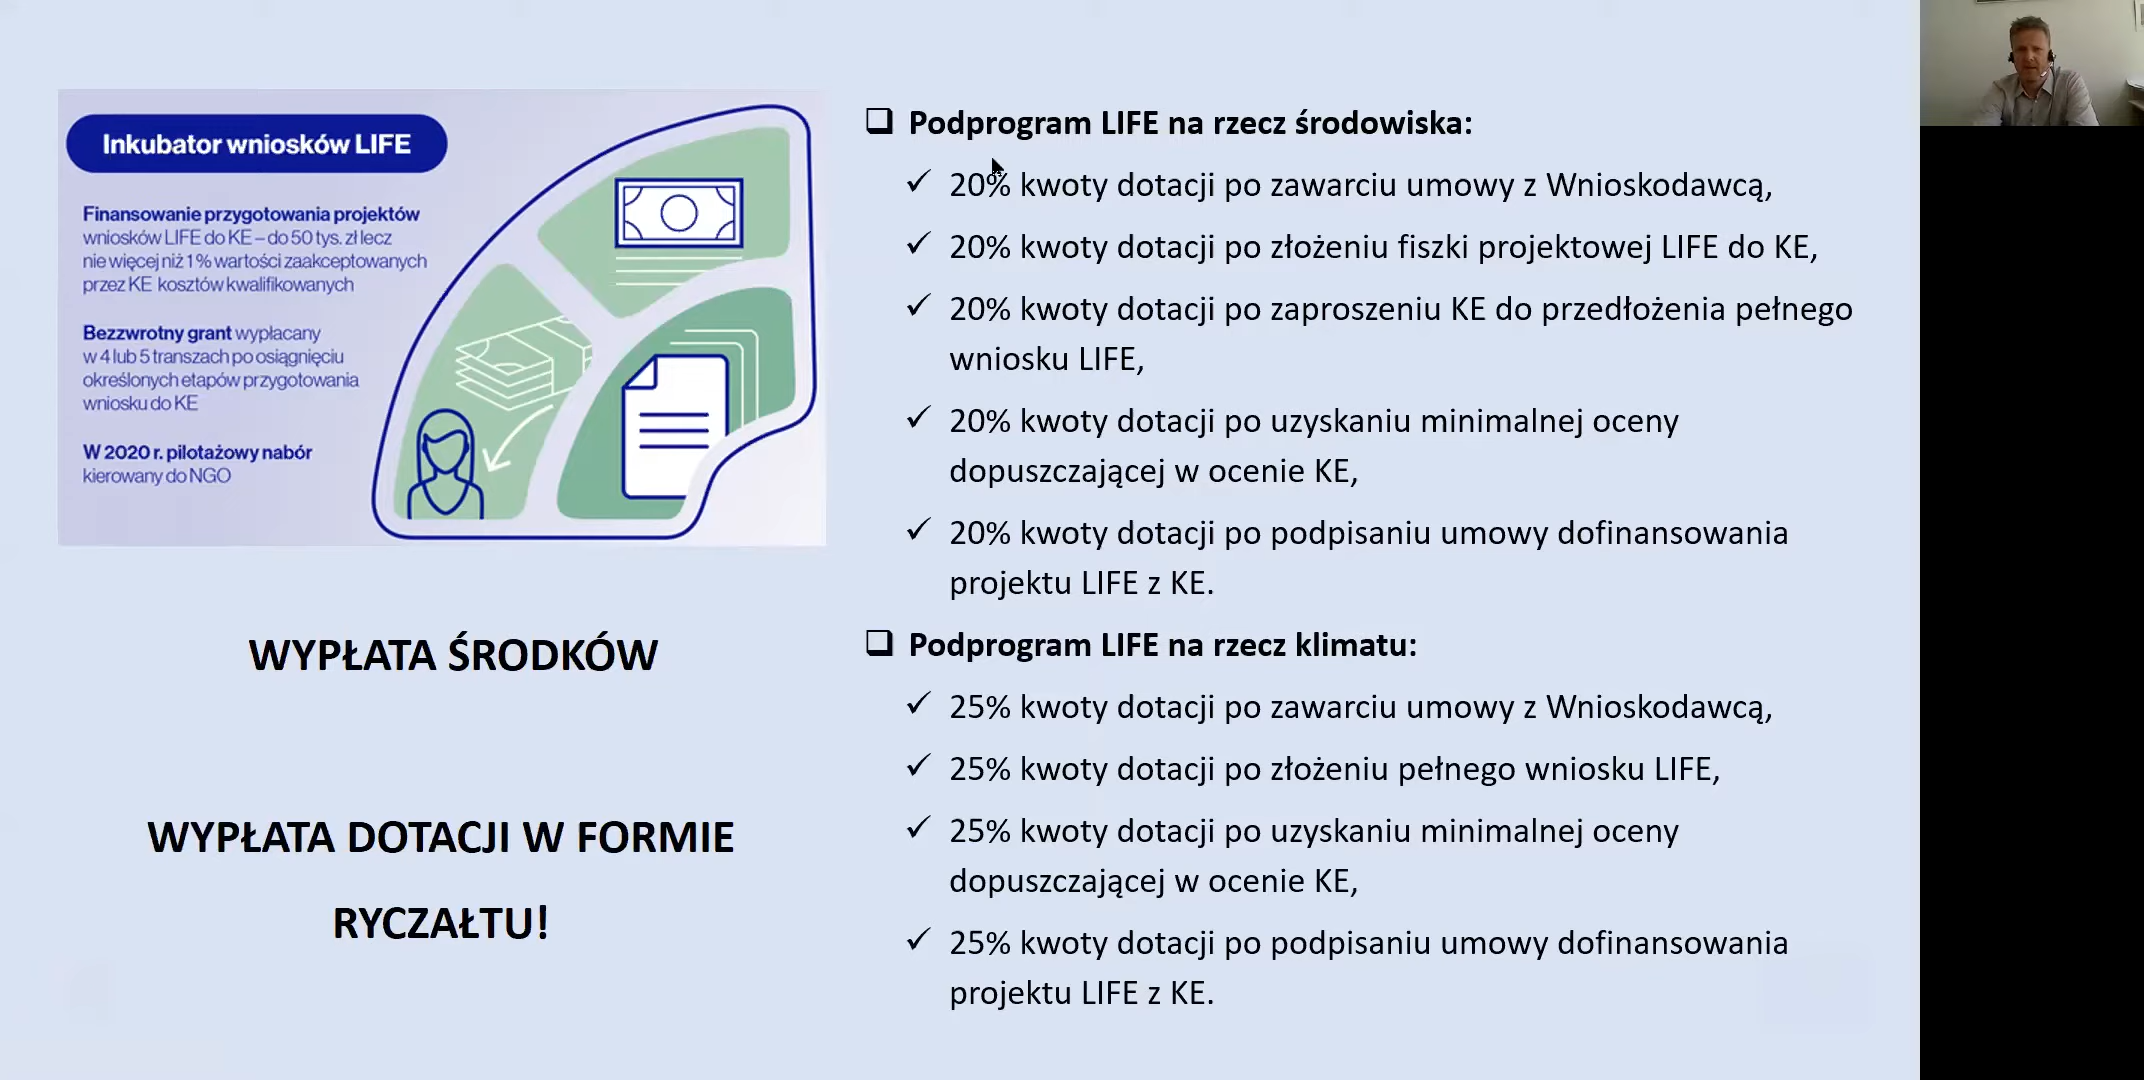 Inkubator wniosków LIFE
Finansowanie przygotowania projektów
wniosków LIFE do KE – do 50 tys. zł lecz
nie więcej niż 1 % wartości zaakceptowanych
przez KE kosztów kwalifikowanych
Bezzwrotny grant wypłacany
w 4 lub 5 transzach po osiągnięciu
określonych etapów przygotowania
wniosku do KE
W 2020 r. pilotażowy nabór
kierowany do NGO
WYPŁATA ŚRODKÓW
WYPŁATA DOTACJI W FORMIE
RYCZAŁTU!
Podprogram LIFE na rzecz środowiska:
20% kwoty dotacji po zawarciu umowy z Wnioskodawcą,
20% kwoty dotacji po złożeniu fiszki projektowej LIFE do KE,
20% kwoty dotacji po zaproszeniu KE do przedłożenia pełnego
wniosku LIFE,
20% kwoty dotacji po uzyskaniu minimalnej oceny
dopuszczającej w ocenie KE,
20% kwoty dotacji po podpisaniu umowy dofinansowania
projektu LIFE z KE.
Podprogram LIFE na rzecz klimatu:
25% kwoty dotacji po zawarciu umowy z Wnioskodawcą,
25% kwoty dotacji po złożeniu pełnego wniosku LIFE,
25% kwoty dotacji po uzyskaniu minimalnej oceny
dopuszczającej w ocenie KE,
25% kwoty dotacji po podpisaniu umowy dofinansowania
projektu LIFE z KE.